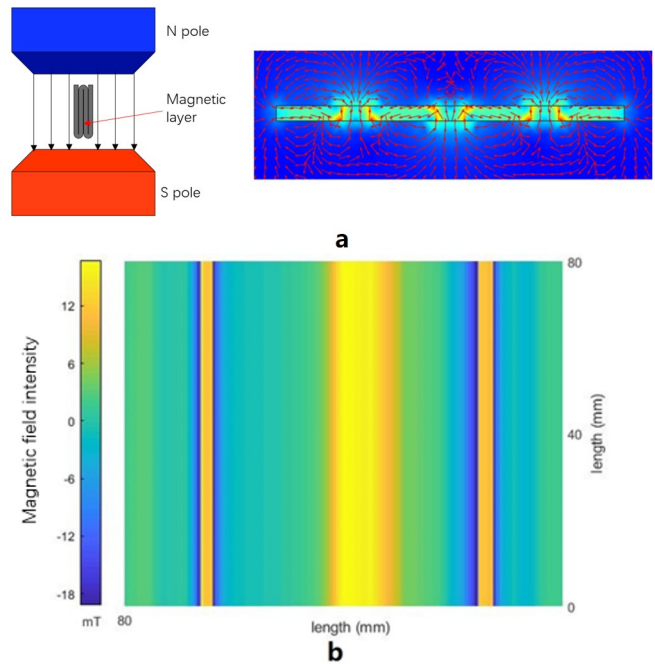 N pole
Magnetic
layer
S pole
a
Magnetic field intensity
12
6
0
-6
-12
-18
mT
80
length (mm)
80
40
0
length (mm)
b